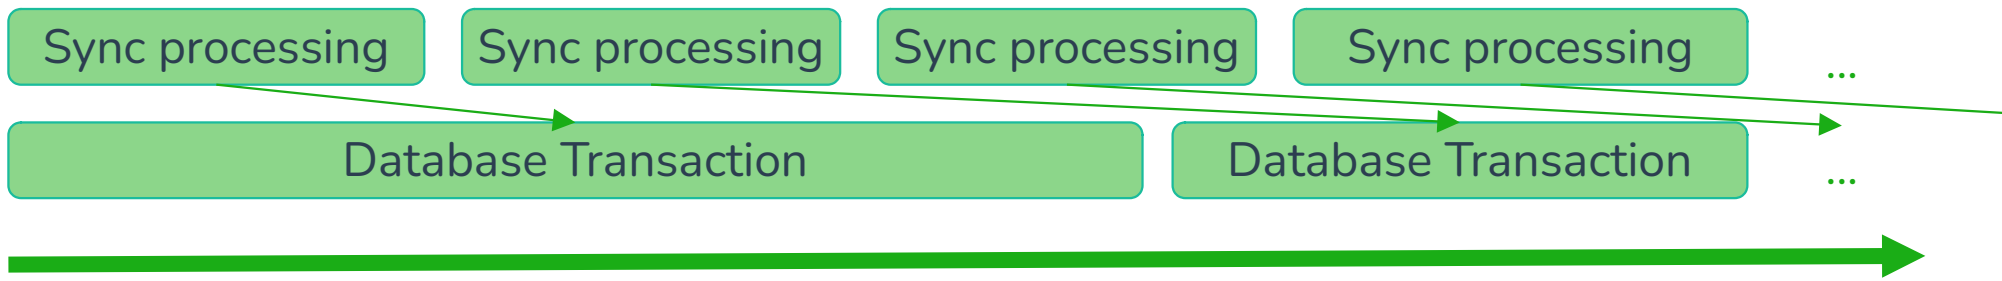 Sync processing Sync processing Sync processing Sync processing ...
Database Transaction Database Transaction ...